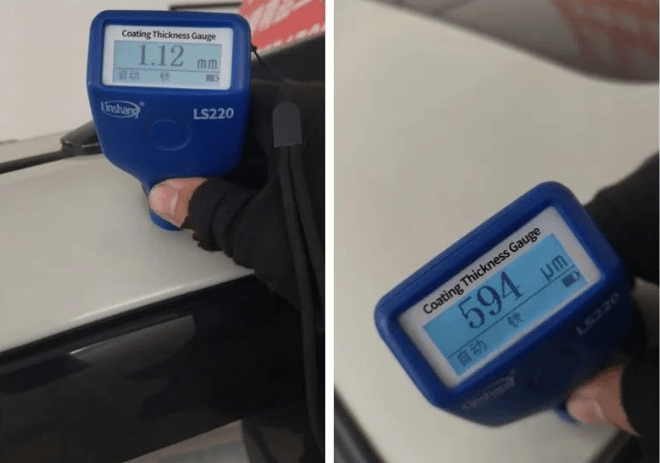 Coating Thickness Gauge
1.12 mm
自动 铁
Linshang®
LS220
Coating Thickness Gauge
594 μm
自动 铁
LS220
Linshang®